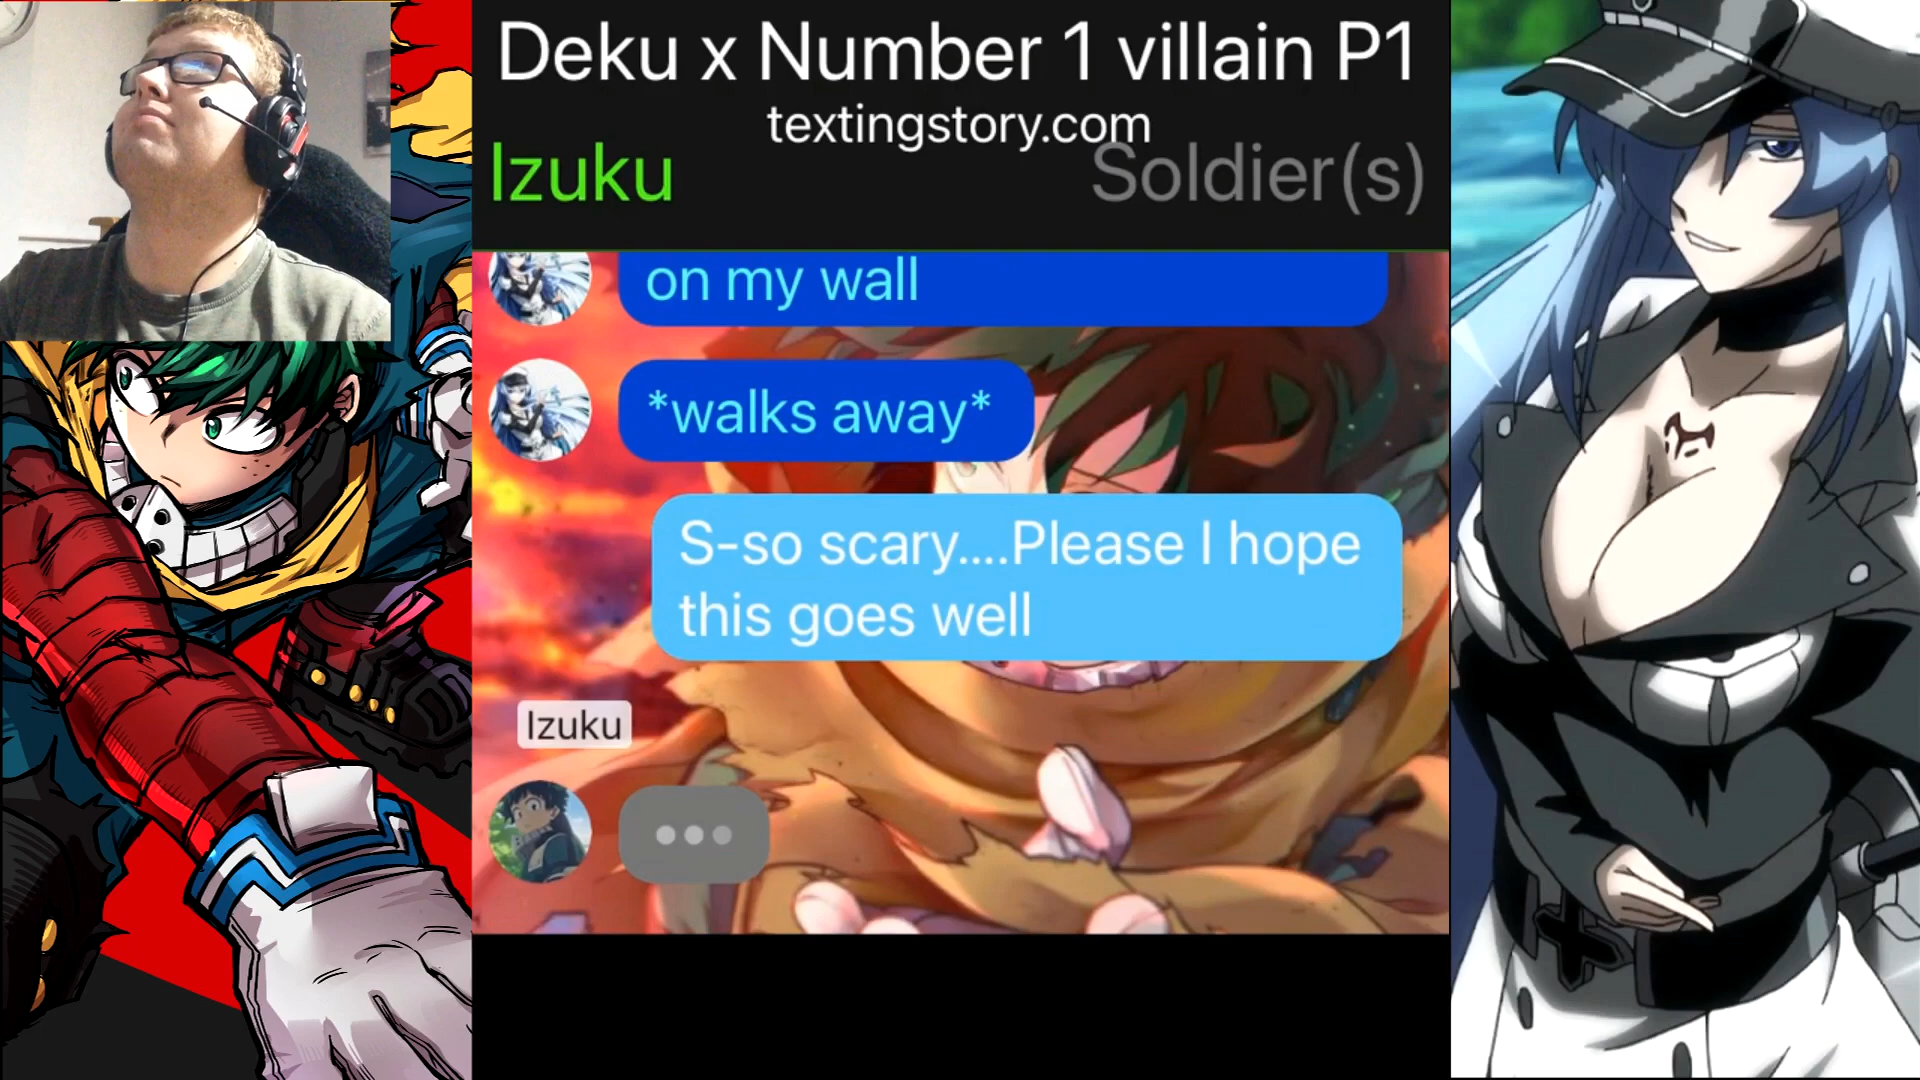 Deku x Number 1 villain P1
textingstory.com
Izuku
Soldier(s)
on my wall
*walks away*
S-so scary....Please I hope
this goes well
Izuku